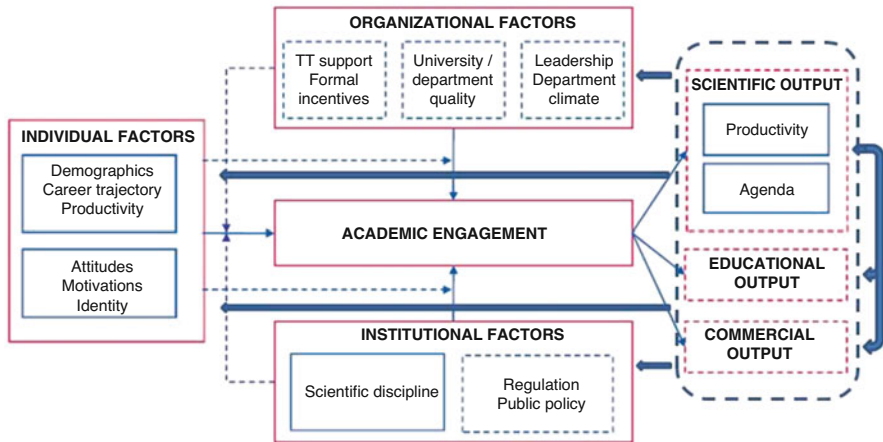 ORGANIZATIONAL FACTORS
TT support
Formal
incentives
University /
department
quality
Leadership
Department
climate
INDIVIDUAL FACTORS
Demographics
Career trajectory
Productivity
Attitudes
Motivations
Identity
ACADEMIC ENGAGEMENT
INSTITUTIONAL FACTORS
Scientific discipline
Regulation
Public policy
SCIENTIFIC OUTPUT
Productivity
Agenda
EDUCATIONAL
OUTPUT
COMMERCIAL
OUTPUT